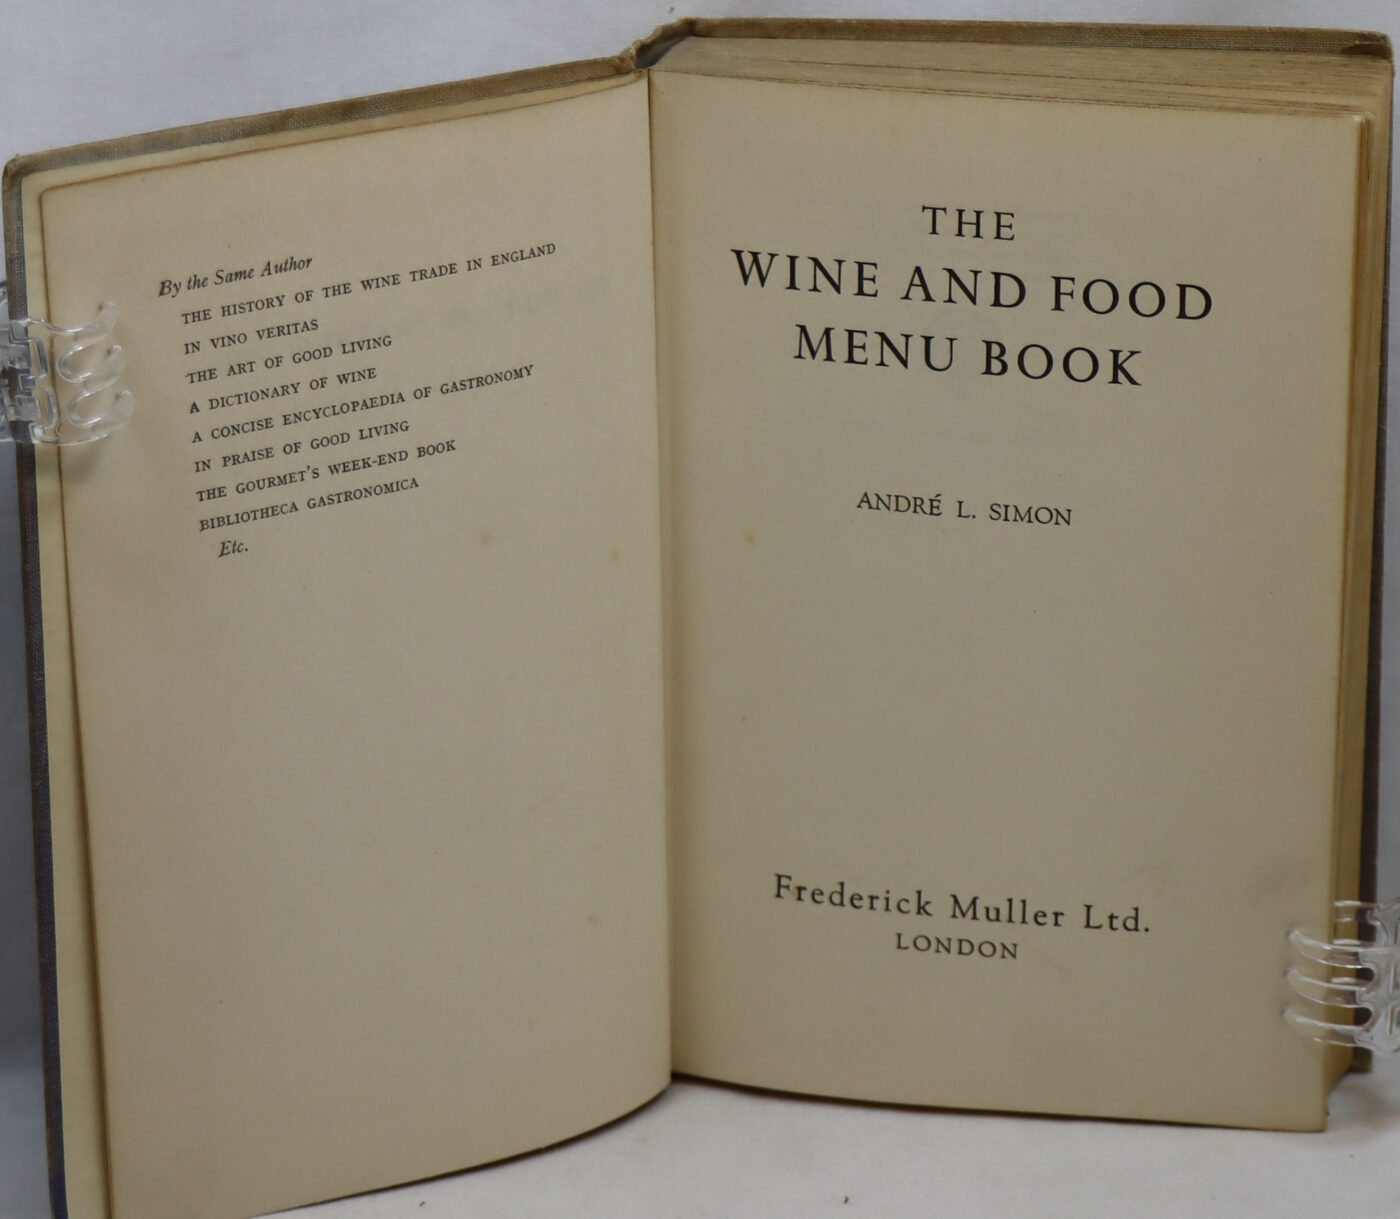 By the Same Author
THE HISTORY OF THE WINE TRADE IN ENGLAND
IN VINO VERITAS
THE ART OF GOOD LIVING
A DICTIONARY OF WINE
A CONCISE ENCYCLOPAEDIA OF GASTRONOMY
IN PRAISE OF GOOD LIVING
THE GOURMET'S WEEK-END BOOK
BIBLIOTHECA GASTRONOMICA
Etc.
THE
WINE AND FOOD
MENU BOOK
ANDRÉ L. SIMON
Frederick Muller Ltd.
LONDON